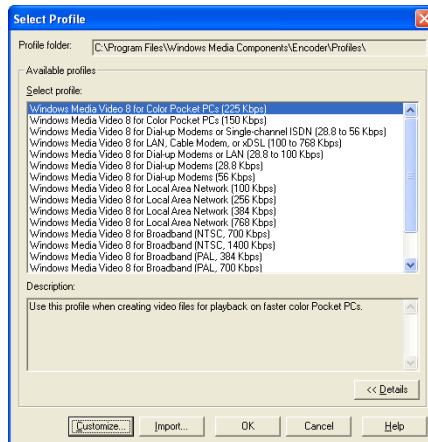 Select Profile
Profile folder: C:\Program Files\Windows Media Components\Encoder\Profiles\
Available profiles
Select profile:
Windows Media Video 8 for Color Pocket PCs (225 Kbps)
Windows Media Video 8 for Color Pocket PCs (150 Kbps)
Windows Media Video 8 for Dial-up Modems or Single-channel ISDN (28.8 to 56 Kbps)
Windows Media Video 8 for LAN, Cable Modem, or xDSL (100 to 768 Kbps)
Windows Media Video 8 for Dial-up Modems or LAN (28.8 to 100 Kbps)
Windows Media Video 8 for Dial-up Modems (28.8 Kbps)
Windows Media Video 8 for Dial-up Modems (56 Kbps)
Windows Media Video 8 for Local Area Network (100 Kbps)
Windows Media Video 8 for Local Area Network (256 Kbps)
Windows Media Video 8 for Local Area Network (384 Kbps)
Windows Media Video 8 for Local Area Network (768 Kbps)
Windows Media Video 8 for Broadband (NTSC, 700 Kbps)
Windows Media Video 8 for Broadband (NTSC, 1400 Kbps)
Windows Media Video 8 for Broadband (PAL, 384 Kbps)
Windows Media Video 8 for Broadband (PAL, 700 Kbps)
Description:
Use this profile when creating video files for playback on faster color Pocket PCs.
<< Details
Customize... Import... OK Cancel Help